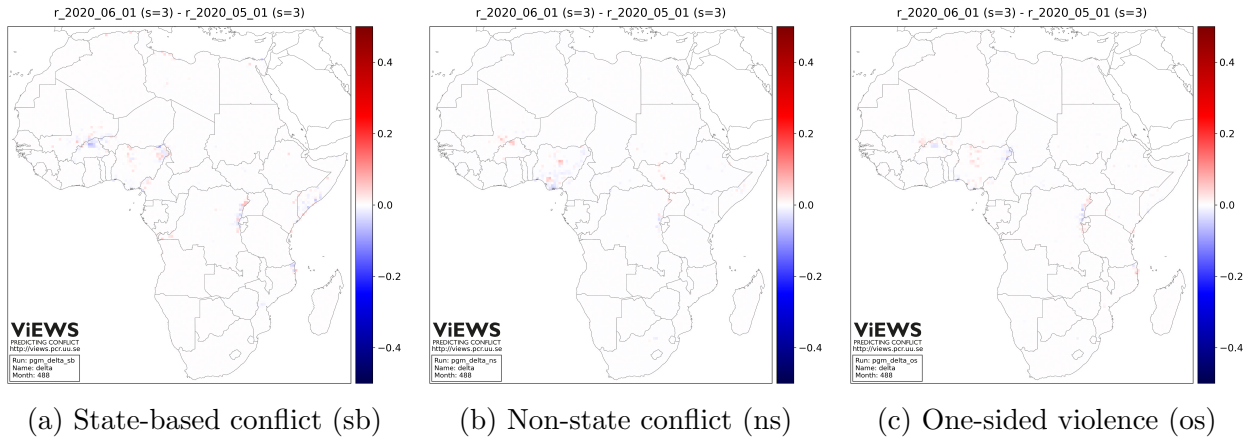 r_2020_06_01 (s=3) - r_2020_05_01 (s=3)
0.4
0.2
0.0
−0.2
−0.4
ViEWS
PREDICTING CONFLICT
http://views.pcr.uu.se
Run: pgm_delta_sb
Name: delta
Month: 488
(a) State-based conflict (sb)
r_2020_06_01 (s=3) - r_2020_05_01 (s=3)
0.4
0.2
0.0
−0.2
−0.4
ViEWS
PREDICTING CONFLICT
http://views.pcr.uu.se
Run: pgm_delta_ns
Name: delta
Month: 488
(b) Non-state conflict (ns)
r_2020_06_01 (s=3) - r_2020_05_01 (s=3)
0.4
0.2
0.0
−0.2
−0.4
ViEWS
PREDICTING CONFLICT
http://views.pcr.uu.se
Run: pgm_delta_os
Name: delta
Month: 488
(c) One-sided violence (os)